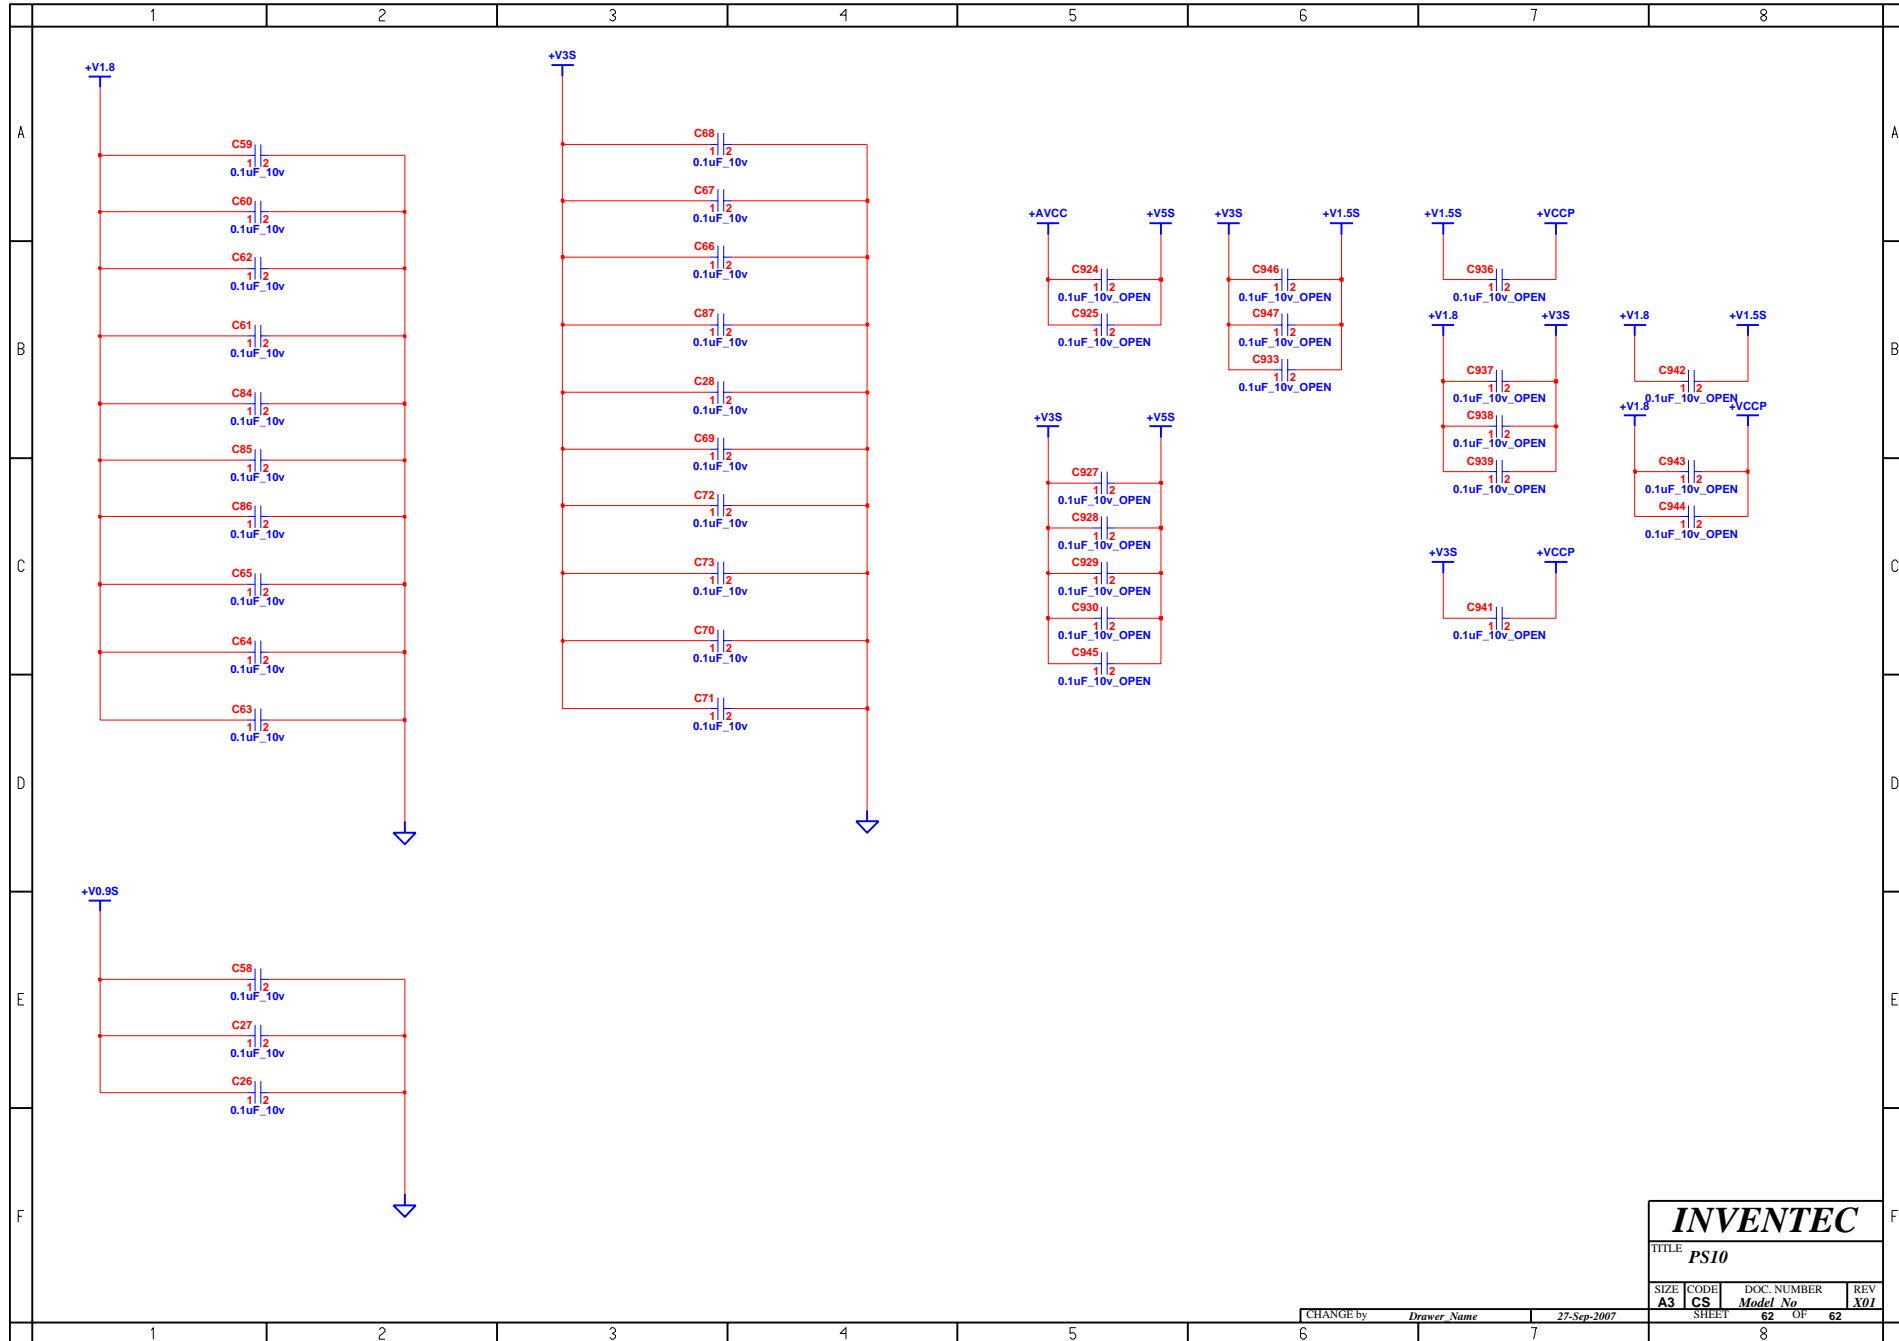 1 2 3 4 5 6 7 8
A A
B B
C C
D D
E E
F F
+V1.8
C59
1 2
0.1uF_10v
C60
1 2
0.1uF_10v
C62
1 2
0.1uF_10v
C61
1 2
0.1uF_10v
C84
1 2
0.1uF_10v
C85
1 2
0.1uF_10v
C86
1 2
0.1uF_10v
C65
1 2
0.1uF_10v
C64
1 2
0.1uF_10v
C63
1 2
0.1uF_10v
+V0.9S
C58
1 2
0.1uF_10v
C27
1 2
0.1uF_10v
C26
1 2
0.1uF_10v
+V3S
C68
1 2
0.1uF_10v
C67
1 2
0.1uF_10v
C66
1 2
0.1uF_10v
C87
1 2
0.1uF_10v
C28
1 2
0.1uF_10v
C69
1 2
0.1uF_10v
C72
1 2
0.1uF_10v
C73
1 2
0.1uF_10v
C70
1 2
0.1uF_10v
C71
1 2
0.1uF_10v
+AVCC +V5S
C924
1 2
0.1uF_10v_OPEN
C925
1 2
0.1uF_10v_OPEN
+V3S +V5S
C927
1 2
0.1uF_10v_OPEN
C928
1 2
0.1uF_10v_OPEN
C929
1 2
0.1uF_10v_OPEN
C930
1 2
0.1uF_10v_OPEN
C945
1 2
0.1uF_10v_OPEN
+V3S +V1.5S
C946
1 2
0.1uF_10v_OPEN
C947
1 2
0.1uF_10v_OPEN
C933
1 2
0.1uF_10v_OPEN
+V1.5S +VCCP
C936
1 2
0.1uF_10v_OPEN
+V1.8 +V3S
C937
1 2
0.1uF_10v_OPEN
C938
1 2
0.1uF_10v_OPEN
C939
1 2
0.1uF_10v_OPEN
+V3S +VCCP
C941
1 2
0.1uF_10v_OPEN
+V1.8 +V1.5S
C942
1 2
0.1uF_10v_OPEN
+V1.8 +VCCP
C943
1 2
0.1uF_10v_OPEN
C944
1 2
0.1uF_10v_OPEN
INVENTEC
TITLE PS10
SIZE CODE DOC. NUMBER REV
A3 CS Model_No X01
CHANGE by Drawer_Name 27-Sep-2007 SHEET 62 OF 62
1 2 3 4 5 6 7 8